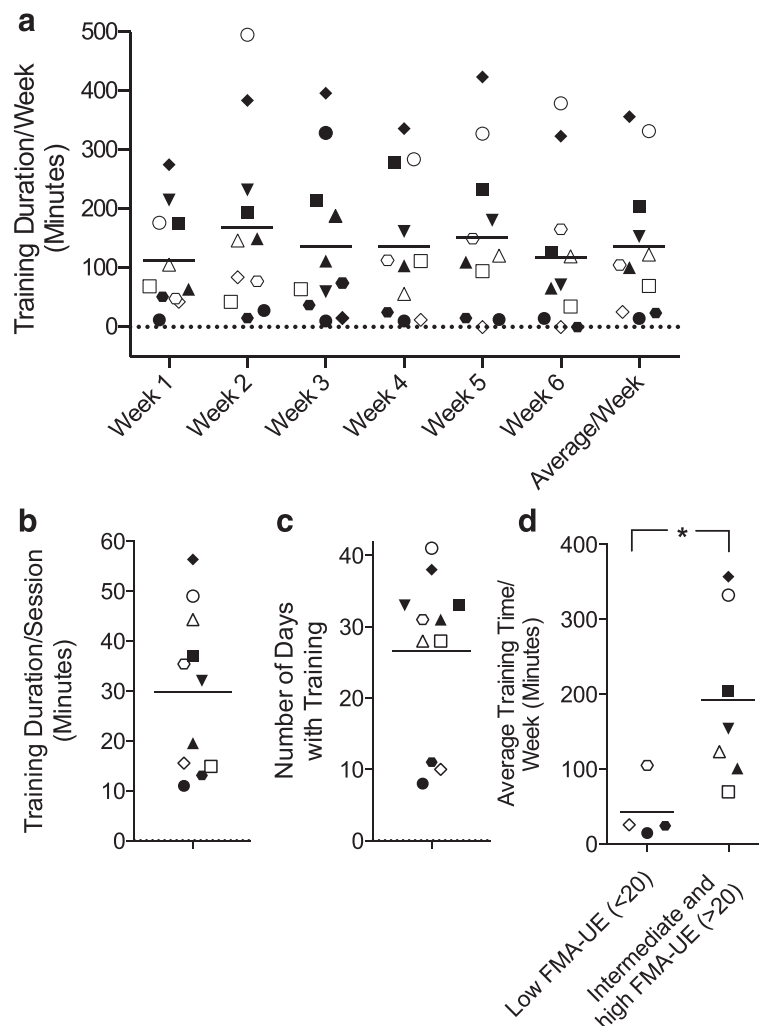 a
Training Duration/Week
(Minutes)
500
400
300
200
100
0
Week 1
Week 2
Week 3
Week 4
Week 5
Week 6
Average/Week
b
Training Duration/Session
(Minutes)
60
50
40
30
20
10
0
c
Number of Days
with Training
40
30
20
10
0
d
Average Training Time/
Week (Minutes)
400
300
200
100
0
*
Low FMA-UE (<20)
Intermediate and
high FMA-UE (>20)